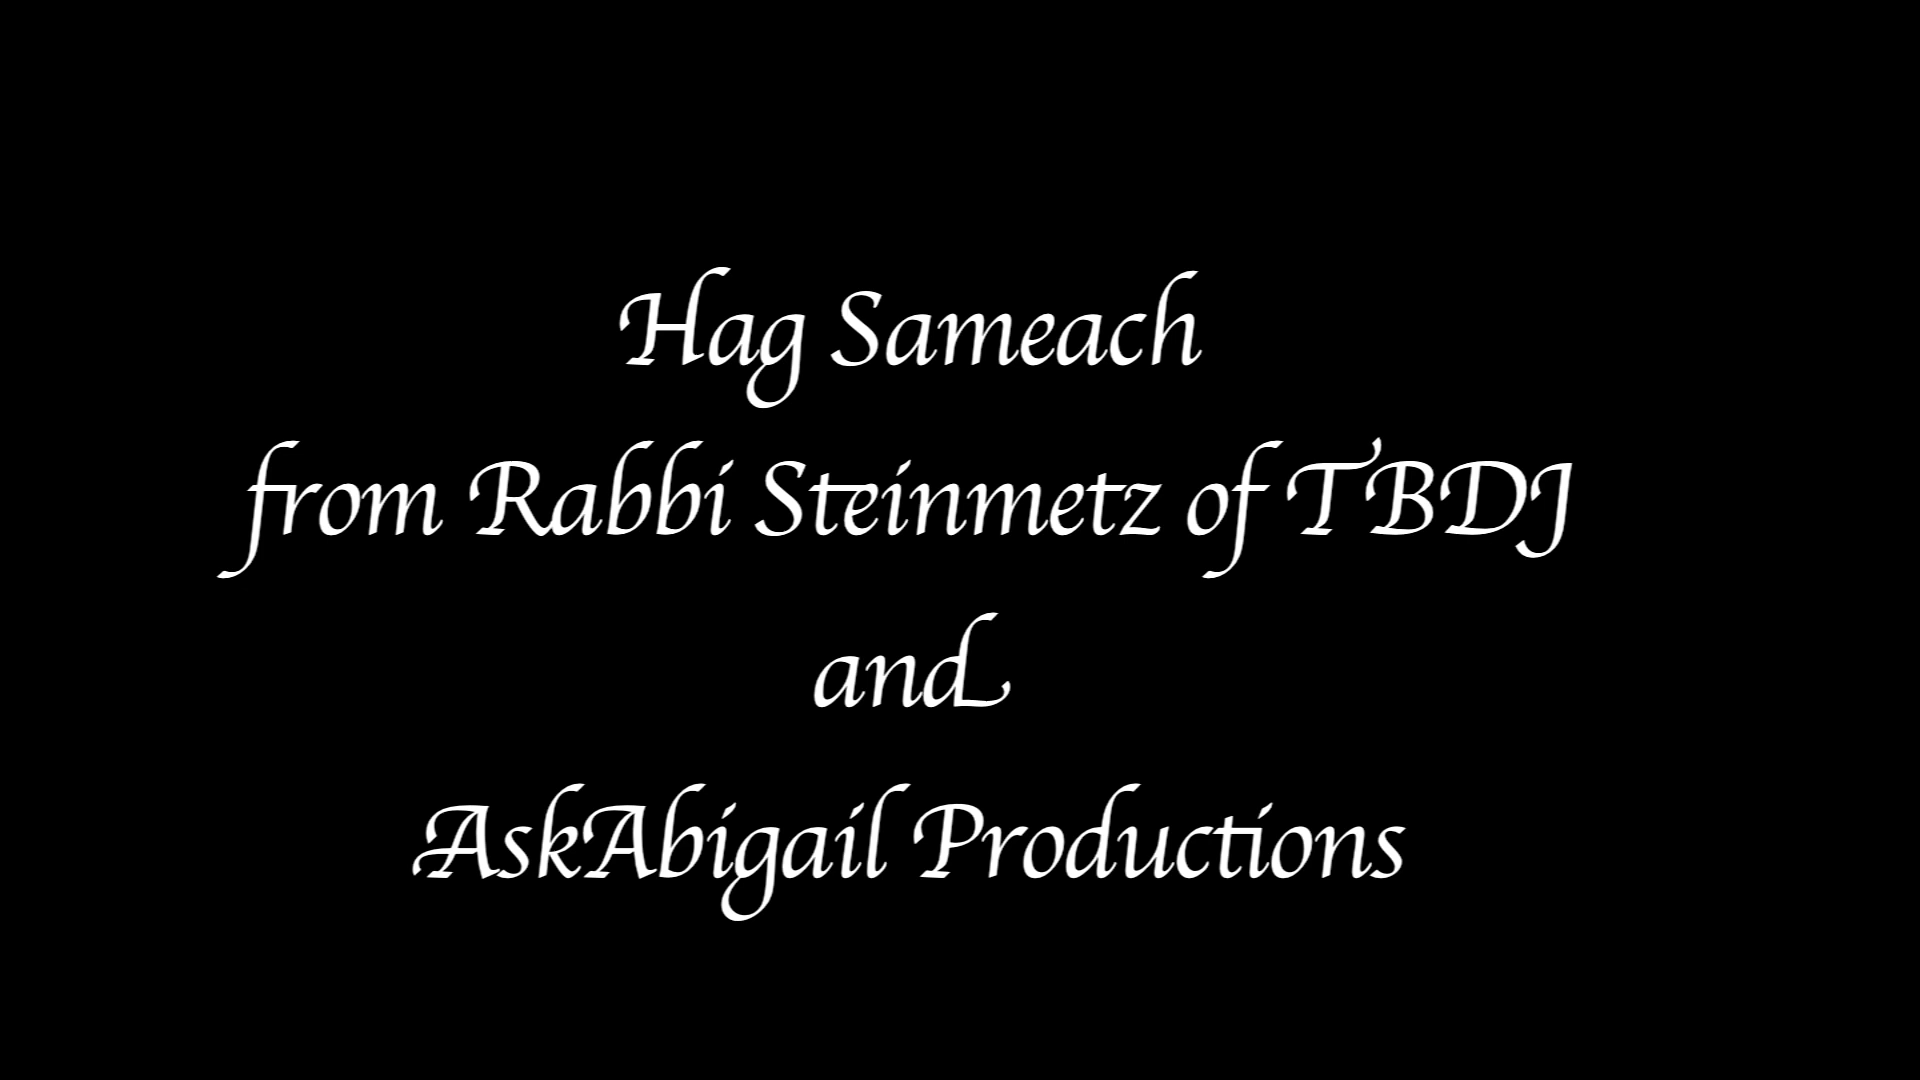 Hag Sameach
from Rabbi Steinmetz of TBDJ
and
AskAbigail Productions